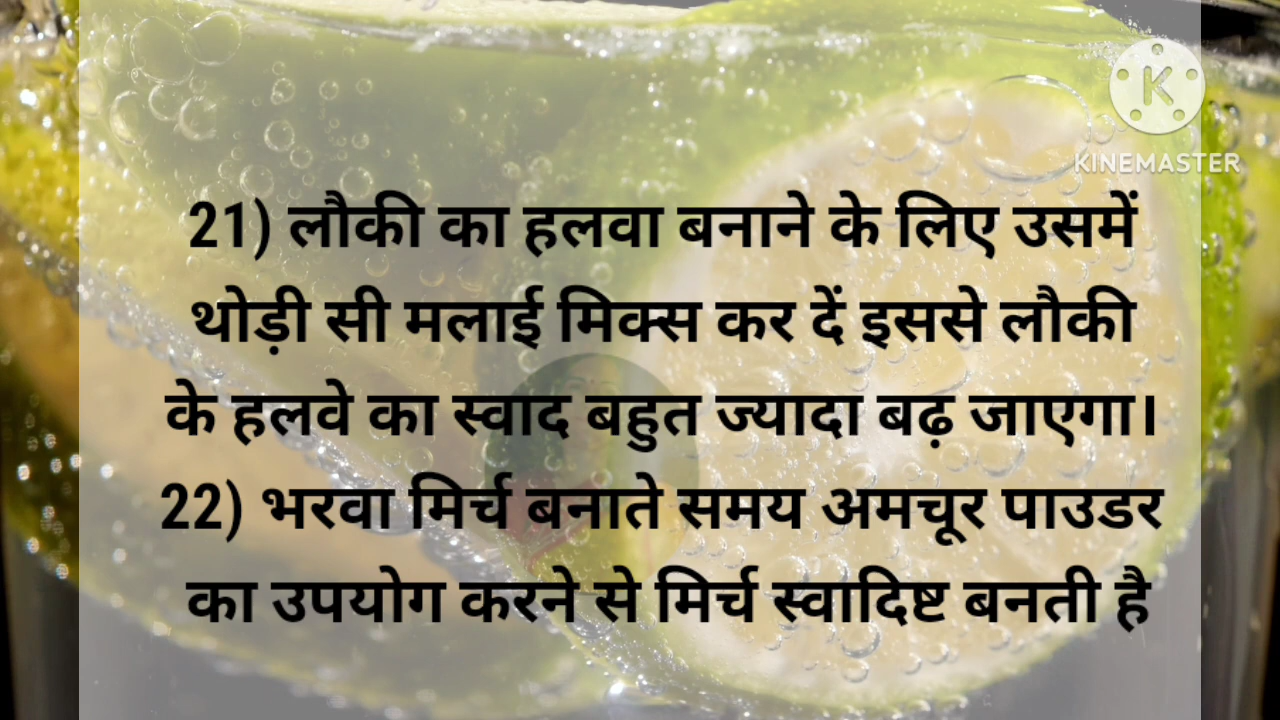 KINEMASTER
21) लौकी का हलवा बनाने के लिए उसमें
थोड़ी सी मलाई मिक्स कर दें इससे लौकी
के हलवे का स्वाद बहुत ज्यादा बढ़ जाएगा।
22) भरवा मिर्च बनाते समय अमचूर पाउडर
का उपयोग करने से मिर्च स्वादिष्ट बनती है